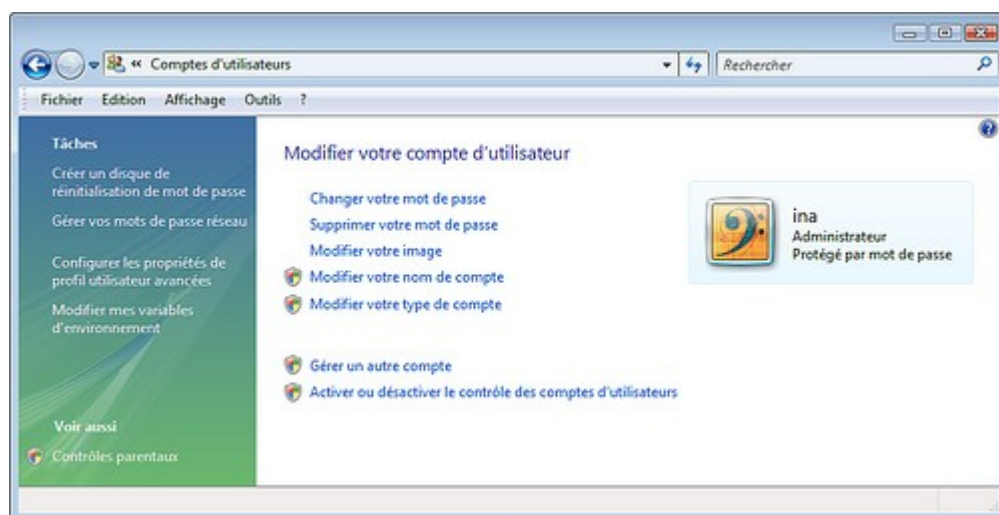 « Comptes d'utilisateurs
Rechercher
Fichier Edition Affichage Outils ?
Tâches
Créer un disque de
réinitialisation de mot de passe
Gérer vos mots de passe réseau
Configurer les propriétés de
profil utilisateur avancées
Modifier mes variables
d'environnement
Voir aussi
Contrôles parentaux
Modifier votre compte d'utilisateur
Changer votre mot de passe
Supprimer votre mot de passe
Modifier votre image
Modifier votre nom de compte
Modifier votre type de compte
Gérer un autre compte
Activer ou désactiver le contrôle des comptes d'utilisateurs
ina
Administrateur
Protégé par mot de passe